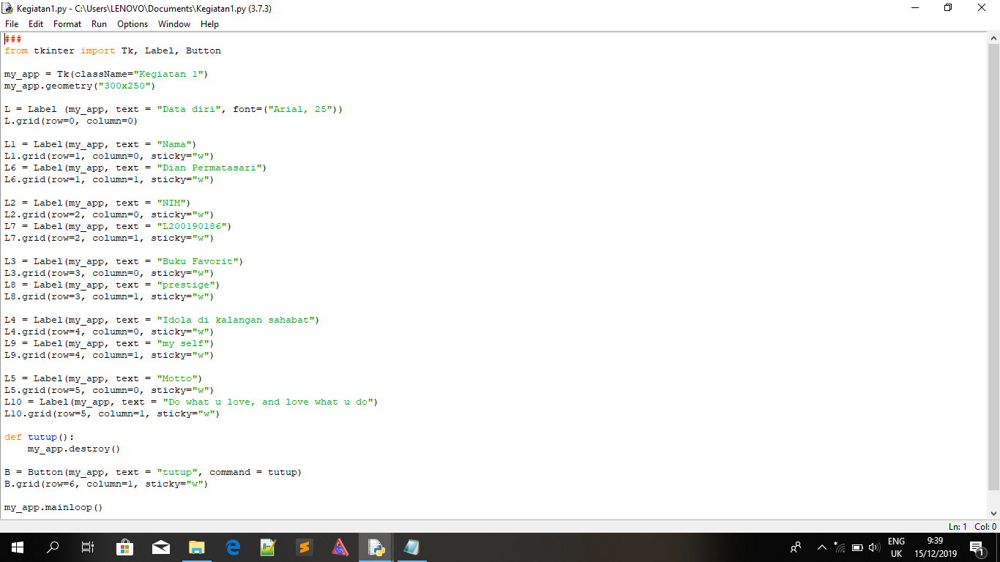 Kegiatan1.py - C:\Users\LENOVO\Documents\Kegiatan1.py (3.7.3)
File Edit Format Run Options Window Help
###
from tkinter import Tk, Label, Button

my_app = Tk(className="Kegiatan 1")
my_app.geometry("300x250")

L = Label (my_app, text = "Data diri", font=("Arial, 25"))
L.grid(row=0, column=0)

L1 = Label(my_app, text = "Nama")
L1.grid(row=1, column=0, sticky="w")
L6 = Label(my_app, text = "Dian Permatasari")
L6.grid(row=1, column=1, sticky="w")

L2 = Label(my_app, text = "NIM")
L2.grid(row=2, column=0, sticky="w")
L7 = Label(my_app, text = "L200190186")
L7.grid(row=2, column=1, sticky="w")

L3 = Label(my_app, text = "Buku Favorit")
L3.grid(row=3, column=0, sticky="w")
L8 = Label(my_app, text = "prestige")
L8.grid(row=3, column=1, sticky="w")

L4 = Label(my_app, text = "Idola di kalangan sahabat")
L4.grid(row=4, column=0, sticky="w")
L9 = Label(my_app, text = "my self")
L9.grid(row=4, column=1, sticky="w")

L5 = Label(my_app, text = "Motto")
L5.grid(row=5, column=0, sticky="w")
L10 = Label(my_app, text = "Do what u love, and love what u do")
L10.grid(row=5, column=1, sticky="w")

def tutup():
    my_app.destroy()

B = Button(my_app, text = "tutup", command = tutup)
B.grid(row=6, column=1, sticky="w")

my_app.mainloop()
Ln: 1 Col: 0
ENG
UK
9:39
15/12/2019
1